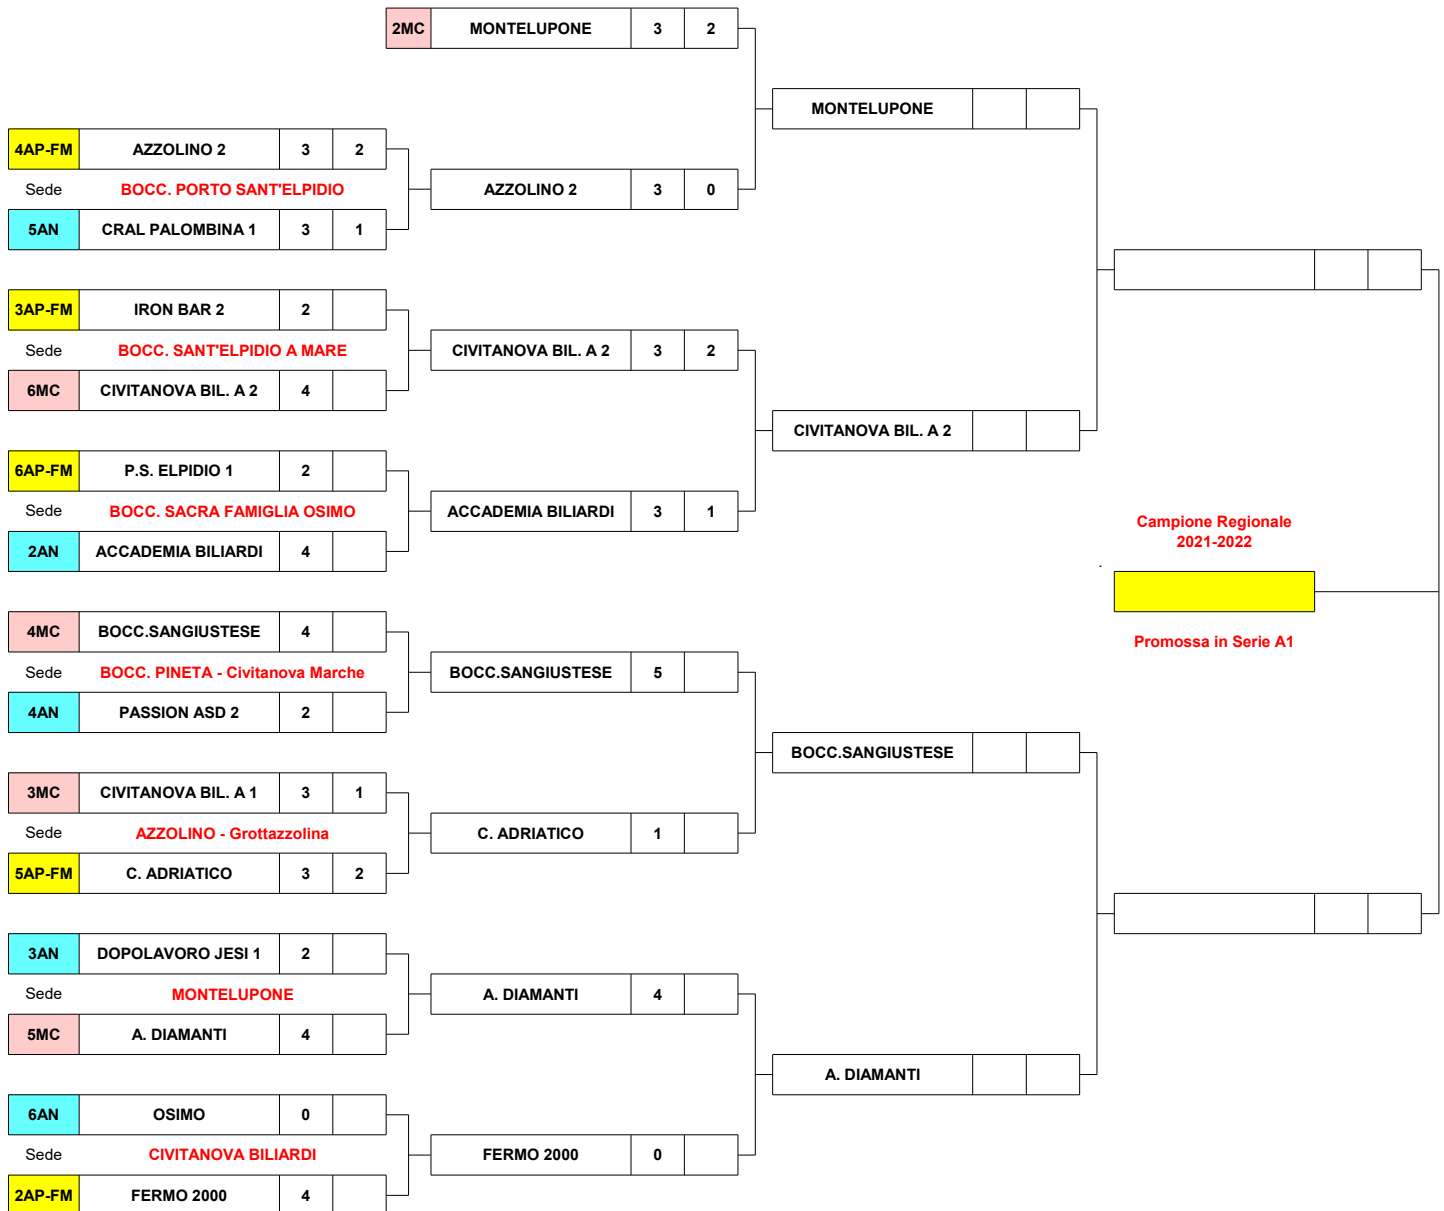 2MC MONTELUPONE 3 2
MONTELUPONE
4AP-FM AZZOLINO 2 3 2
Sede BOCC. PORTO SANT'ELPIDIO
AZZOLINO 2 3 0
5AN CRAL PALOMBINA 1 3 1
3AP-FM IRON BAR 2 2
Sede BOCC. SANT'ELPIDIO A MARE
CIVITANOVA BIL. A 2 3 2
6MC CIVITANOVA BIL. A 2 4
CIVITANOVA BIL. A 2
6AP-FM P.S. ELPIDIO 1 2
Sede BOCC. SACRA FAMIGLIA OSIMO
ACCADEMIA BILIARDI 3 1
2AN ACCADEMIA BILIARDI 4
Campione Regionale
2021-2022
.
4MC BOCC.SANGIUSTESE 4
Promossa in Serie A1
Sede BOCC. PINETA - Civitanova Marche
BOCC.SANGIUSTESE 5
4AN PASSION ASD 2 2
BOCC.SANGIUSTESE
3MC CIVITANOVA BIL. A 1 3 1
Sede AZZOLINO - Grottazzolina
C. ADRIATICO 1
5AP-FM C. ADRIATICO 3 2
3AN DOPOLAVORO JESI 1 2
Sede MONTELUPONE
A. DIAMANTI 4
5MC A. DIAMANTI 4
A. DIAMANTI
6AN OSIMO 0
Sede CIVITANOVA BILIARDI
FERMO 2000 0
2AP-FM FERMO 2000 4